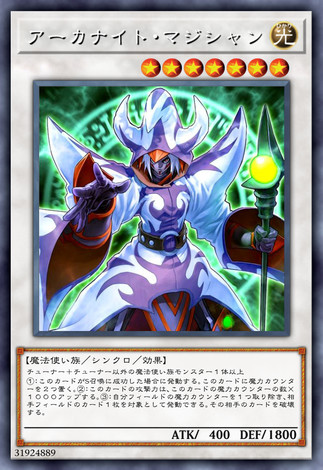 アーカナイト・マジシャン
光
【魔法使い族／シンクロ／効果】
チューナー＋チューナー以外の魔法使い族モンスター１体以上
①：このカードがＳ召喚に成功した場合に発動する。このカードに魔力カウンター
を２つ置く。②：このカードの攻撃力は、このカードの魔力カウンターの数×
１０００アップする。③：自分フィールドの魔力カウンターを１つ取り除き、相
手フィールドのカード１枚を対象として発動できる。その相手のカードを破壊
する。
ATK/ 400 DEF/1800
31924889